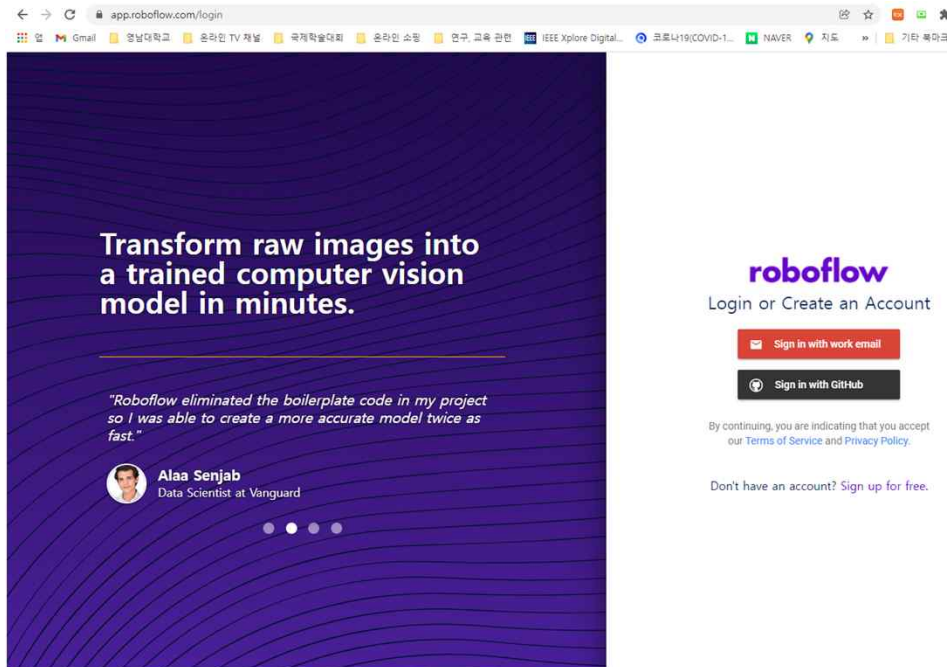 app.roboflow.com/login
앱 Gmail 영남대학교 온라인 TV 채널 국제학술대회 온라인 쇼핑 연구, 교육 관련 IEEE Xplore Digital... 코로나19(COVID-1... NAVER 지도 » 기타 북마크
Transform raw images into
a trained computer vision
model in minutes.
"Roboflow eliminated the boilerplate code in my project
so I was able to create a more accurate model twice as
fast."
Alaa Senjab
Data Scientist at Vanguard
roboflow
Login or Create an Account
Sign in with work email
Sign in with GitHub
By continuing, you are indicating that you accept
our Terms of Service and Privacy Policy.
Don't have an account? Sign up for free.